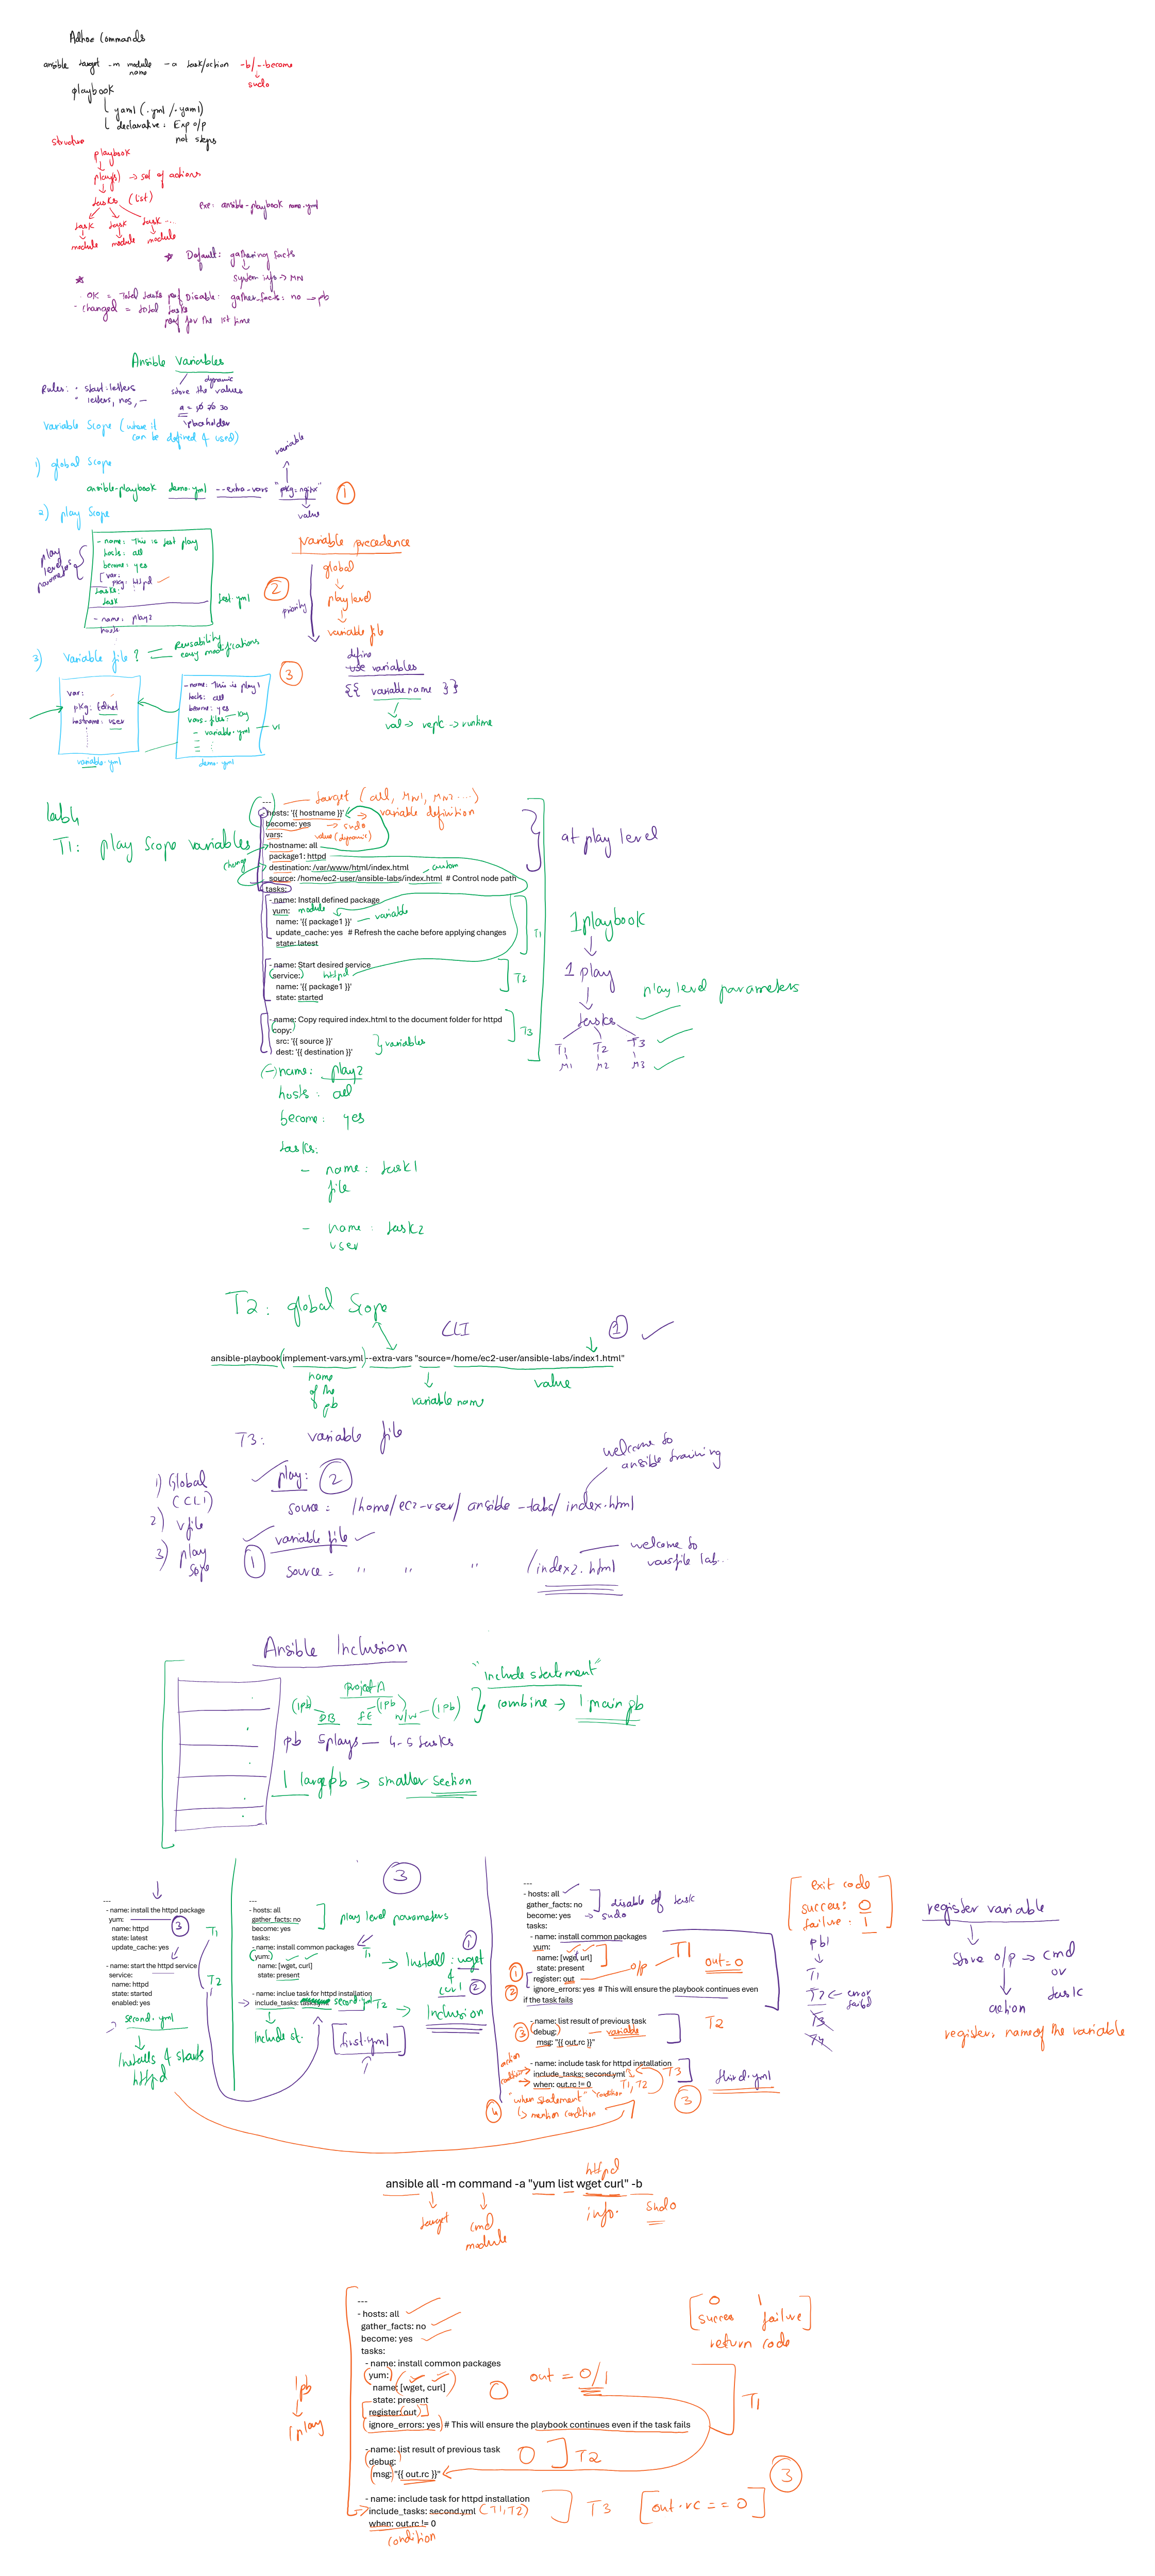 Adhoc Commands
ansible target -m module name -a task/action -b/--become
sudo
playbook
yaml (.yml /.yaml)
declarative: Exp o/p
not steps
Structure
playbook
play(s) → set of actions
tasks (list)
task task task ...
module module module
Exe: ansible-playbook name.yml
* Default: gathering facts
system info → MN
*
. OK = Total tasks perf Disable: gather_facts: no → pb
- changed = total tasks
perf for the 1st time
Ansible Variables
dynamic
Rules: • start: letters
• letters, nos, _
store the values
a = 10 20 30
placeholder
Variable Scope (where it
can be defined & used)
1) global Scope
variable
ansible-playbook demo.yml --extra-vars "pkg: nginx" 1
value
2) play Scope
play level parameters
- name: This is test play
hosts: all
become: yes
var:
pkg: httpd
tasks:
task
- name: play2
hosts
test.yml
2
variable precedence
global
play level
variable file
priority
3) Variable file ? Reusability
easy modifications
3
var:
pkg: telnet
hostname: user
variable.yml
- name: This is play1
hosts: all
become: yes
vars-files: key
- variable.yml
demo.yml
define
use variables
{{ variable name }}
val → repl → runtime
lab4
T1: play Scope variables
---
target (all, MN1, MN2....)
- hosts: '{{ hostname }}' → variable definition
become: yes → sudo
vars: value (dynamic)
hostname: all
package1: httpd
destination: /var/www/html/index.html
change
custom
source: /home/ec2-user/ansible-labs/index.html # Control node path
tasks:
at play level
- name: Install defined package
yum: module
name: '{{ package1 }}' variable
update_cache: yes # Refresh the cache before applying changes
state: latest
T1
- name: Start desired service
service: httpd
name: '{{ package1 }}'
state: started
T2
- name: Copy required index.html to the document folder for httpd
copy:
src: '{{ source }}'
dest: '{{ destination }}'
variables
T3
1 playbook
1 play
play level parameters
tasks
T1 T2 T3
M1 M2 M3
(-) name: play2
hosts: all
become: yes
tasks:
- name: task1
file
- name: task2
user
T2: global Scope
CLI 1
ansible-playbook implement-vars.yml --extra-vars "source=/home/ec2-user/ansible-labs/index1.html"
name of the pb
variable name
value
T3: variable file
1) Global (CLI)
2) v file
3) play scope
play: 2
welcome to
ansible training
source = /home/ec2-user/ansible-labs/index.html
variable file
1
source = " " " /index2.html
welcome to
varsfile lab..
Ansible Inclusion
"include statement"
project A
(1pb) (1pb) (1pb)
DB FE N/W
combine → 1 main pb
pb 5 plays — 4-5 tasks
1 large pb → smaller section
3
---
- name: install the httpd package
yum: 3
name: httpd
state: latest
update_cache: yes
T1
- name: start the httpd service
service:
name: httpd
state: started
enabled: yes
T2
second.yml
Installs & starts
httpd
---
- hosts: all
gather_facts: no
become: yes
play level parameters
tasks:
- name: install common packages
yum:
name: [wget, curl]
state: present
T1 → Install: wget 1
& curl 2
- name: inclue task for httpd installation
include_tasks: second.yml T2 → Inclusion
Include st.
[first.yml]
---
- hosts: all
gather_facts: no
become: yes → sudo
disable def task
tasks:
- name: install common packages
yum:
name: [wget, curl]
state: present
register: out
o/p T1 out=0
1
2
ignore_errors: yes # This will ensure the playbook continues even
if the task fails
3
- name: list result of previous task
debug: variable
msg: "{{ out.rc }}"
T2
- name: include task for httpd installation
action
include_tasks: second.yml T3
condition
when: out.rc != 0 T1, T2
4 "when statement" condition
↳ mention condition
3 third.yml
exit code
success: 0
failure: 1
pb1
T1
T2 ← error
failed
T3
T4
register variable
store o/p → cmd
or
task
action
register: name of the variable
httpd
ansible all -m command -a "yum list wget curl" -b
target
cmd
module
info.
sudo
---
- hosts: all
gather_facts: no
become: yes
tasks:
- name: install common packages
yum:
name: [wget, curl]
state: present
register: out
ignore_errors: yes # This will ensure the playbook continues even if the task fails
0 out = 0/1
T1
0 1
success failure
return code
1pb
1play
- name: list result of previous task
debug:
msg: "{{ out.rc }}"
0 T2
3
- name: include task for httpd installation
include_tasks: second.yml (T1, T2)
when: out.rc != 0
condition
T3 [out.rc == 0]